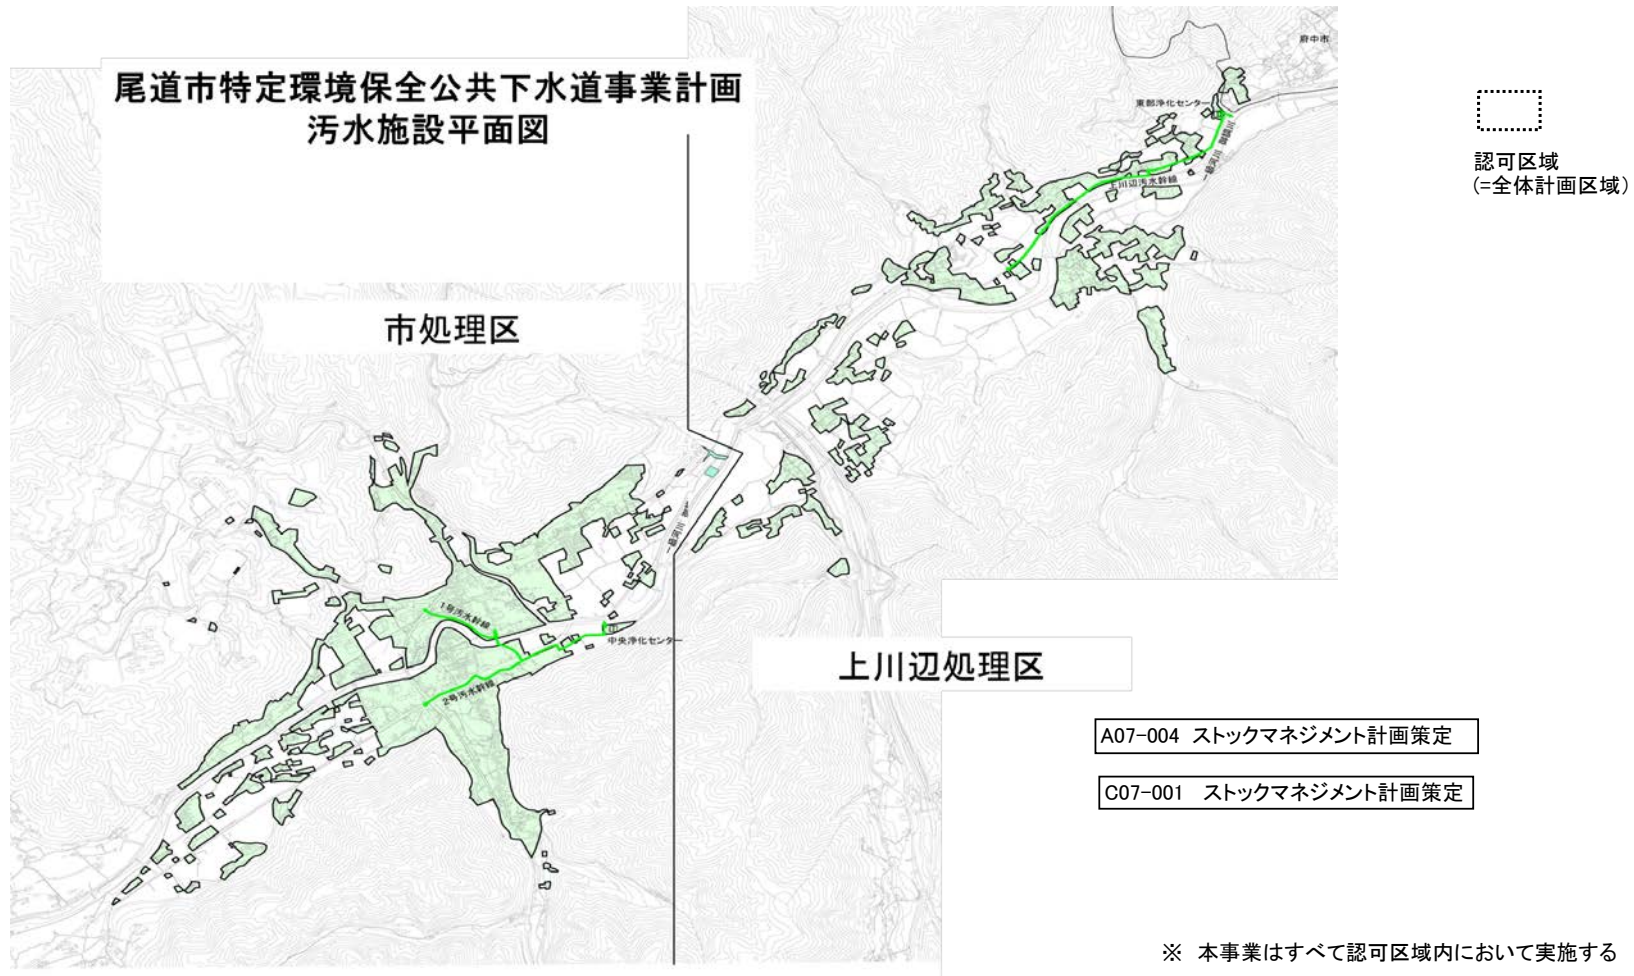 尾道市特定環境保全公共下水道事業計画
汚水施設平面図
府中市
東部浄化センター
上川辺汚水幹線
認可区域
(=全体計画区域)
市処理区
1号汚水幹線
中央浄化センター
2号汚水幹線
上川辺処理区
A07-004 ストックマネジメント計画策定
C07-001 ストックマネジメント計画策定
※ 本事業はすべて認可区域内において実施する